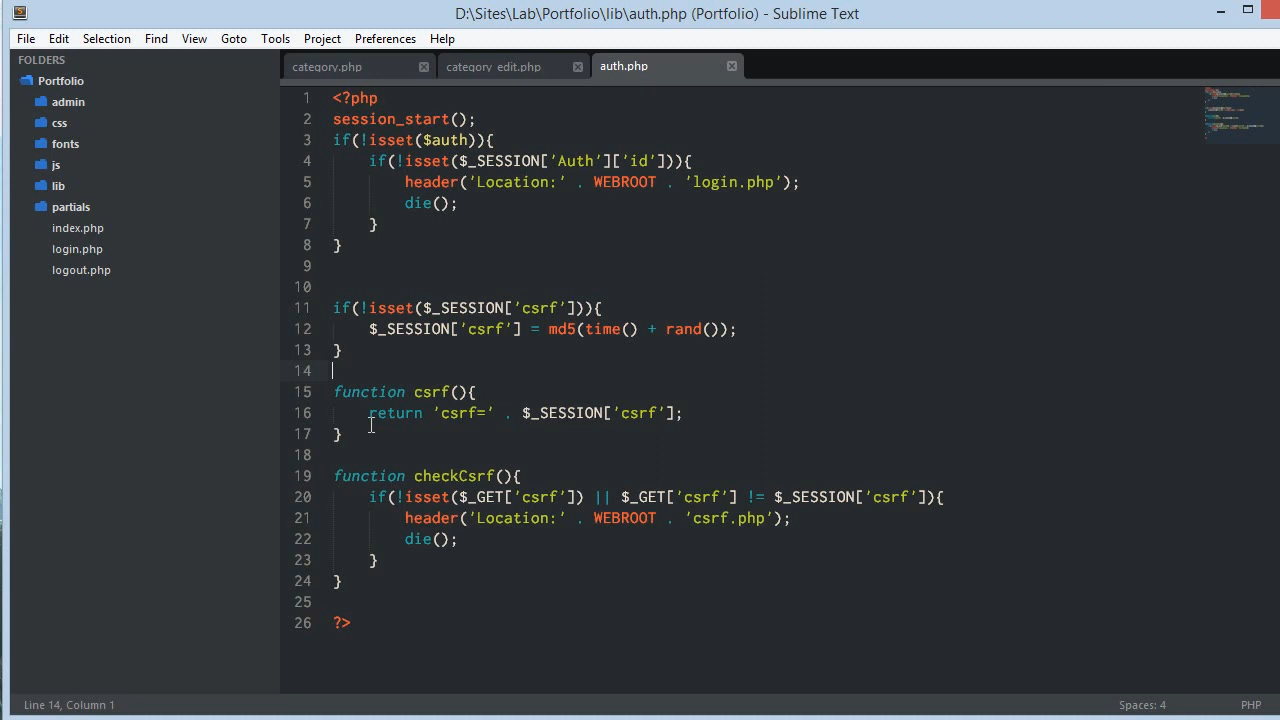 D:\Sites\Lab\Portfolio\lib\auth.php (Portfolio) - Sublime Text
File Edit Selection Find View Goto Tools Project Preferences Help
FOLDERS
Portfolio
admin
css
fonts
js
lib
partials
index.php
login.php
logout.php
category.php category_edit.php auth.php
1 <?php
2 session_start();
3 if(!isset($auth)){
4     if(!isset($_SESSION['Auth']['id'])){
5         header('Location:' . WEBROOT . 'login.php');
6         die();
7     }
8 }
9
10
11 if(!isset($_SESSION['csrf'])){
12     $_SESSION['csrf'] = md5(time() + rand());
13 }
14
15 function csrf(){
16     return 'csrf=' . $_SESSION['csrf'];
17 }
18
19 function checkCsrf(){
20     if(!isset($_GET['csrf']) || $_GET['csrf'] != $_SESSION['csrf']){
21         header('Location:' . WEBROOT . 'csrf.php');
22         die();
23     }
24 }
25
26 ?>
Line 14, Column 1 Spaces: 4 PHP